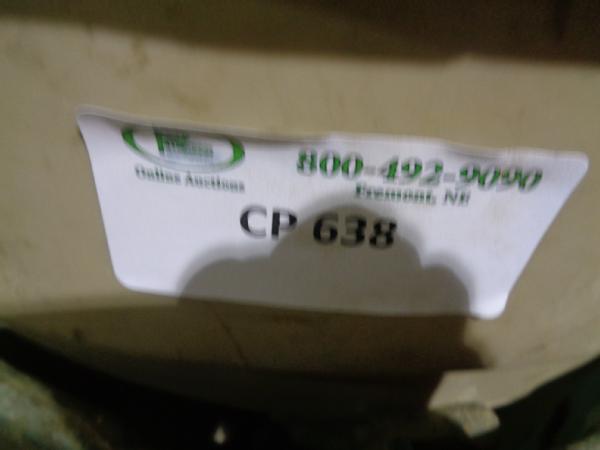 800-492-9090
Online Auctions
Fremont, NE
CP 638